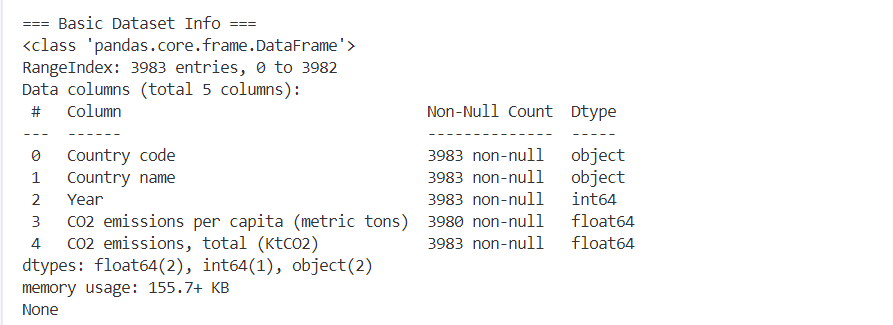 === Basic Dataset Info ===
<class 'pandas.core.frame.DataFrame'>
RangeIndex: 3983 entries, 0 to 3982
Data columns (total 5 columns):
 #   Column                                  Non-Null Count  Dtype
---  ------                                  --------------  -----
 0   Country code                            3983 non-null   object
 1   Country name                            3983 non-null   object
 2   Year                                    3983 non-null   int64
 3   CO2 emissions per capita (metric tons)  3980 non-null   float64
 4   CO2 emissions, total (KtCO2)            3983 non-null   float64
dtypes: float64(2), int64(1), object(2)
memory usage: 155.7+ KB
None